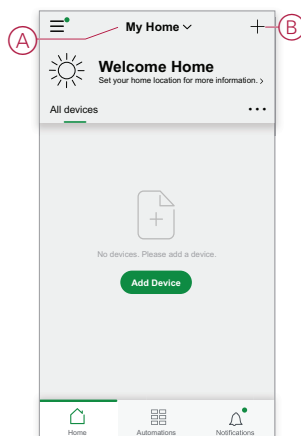 A
My Home
B
Welcome Home
Set your home location for more information. >
All devices
No devices. Please add a device.
Add Device
Home
Automations
Notifications